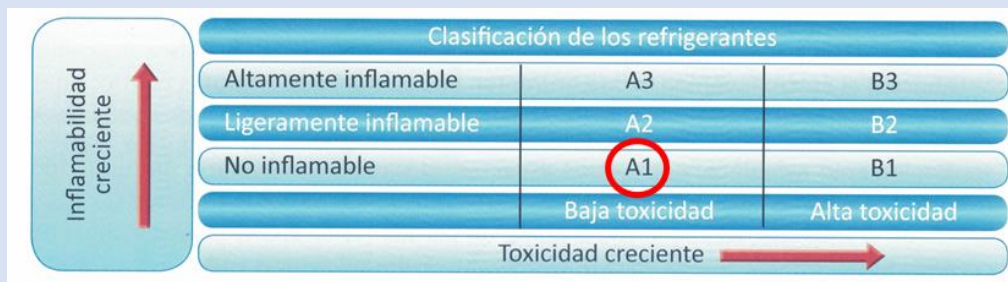 Clasificación de los refrigerantes
Inflamabilidad
creciente
Altamente inflamable A3 B3
Ligeramente inflamable A2 B2
No inflamable A1 B1
Baja toxicidad Alta toxicidad
Toxicidad creciente